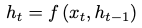 h_t = f(x_t, h_{t-1})